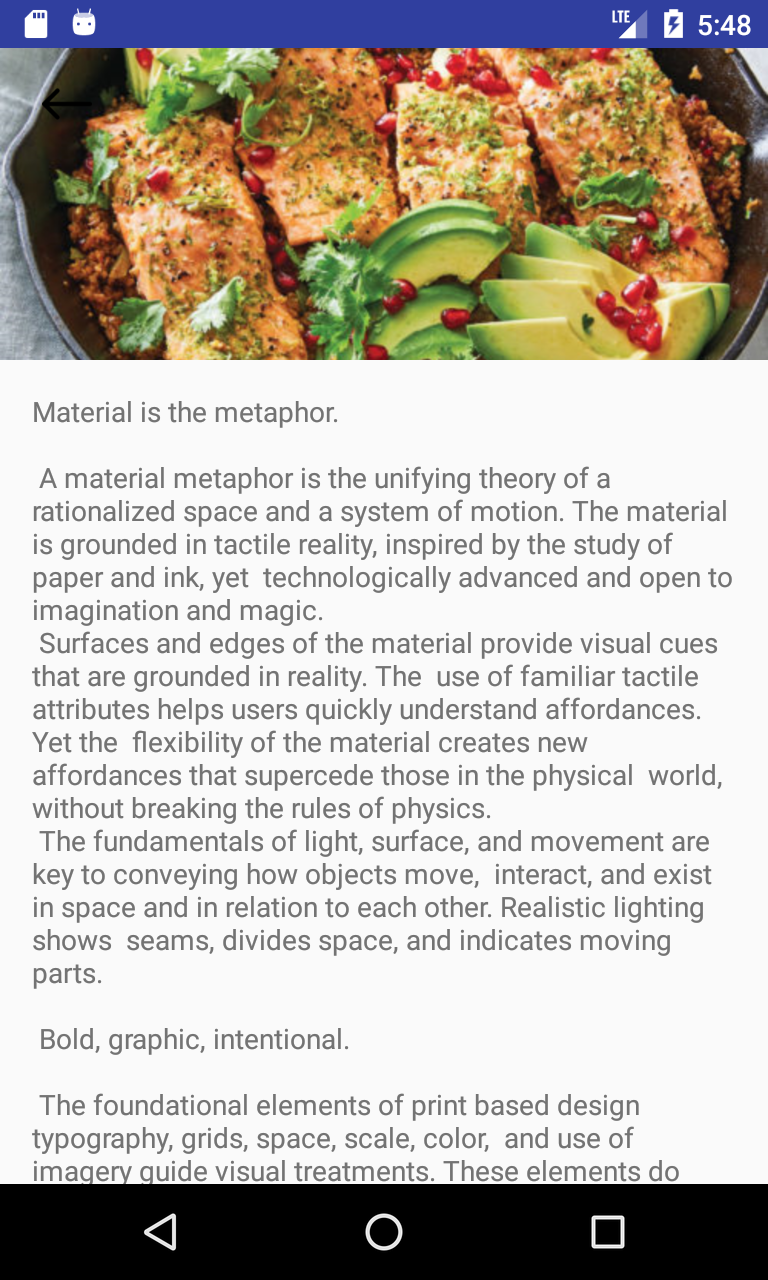 LTE 5:48
Material is the metaphor.
A material metaphor is the unifying theory of a
rationalized space and a system of motion. The material
is grounded in tactile reality, inspired by the study of
paper and ink, yet  technologically advanced and open to
imagination and magic.
Surfaces and edges of the material provide visual cues
that are grounded in reality. The  use of familiar tactile
attributes helps users quickly understand affordances.
Yet the  flexibility of the material creates new
affordances that supercede those in the physical  world,
without breaking the rules of physics.
The fundamentals of light, surface, and movement are
key to conveying how objects move,  interact, and exist
in space and in relation to each other. Realistic lighting
shows  seams, divides space, and indicates moving
parts.
Bold, graphic, intentional.
The foundational elements of print based design
typography, grids, space, scale, color,  and use of
imagery guide visual treatments. These elements do